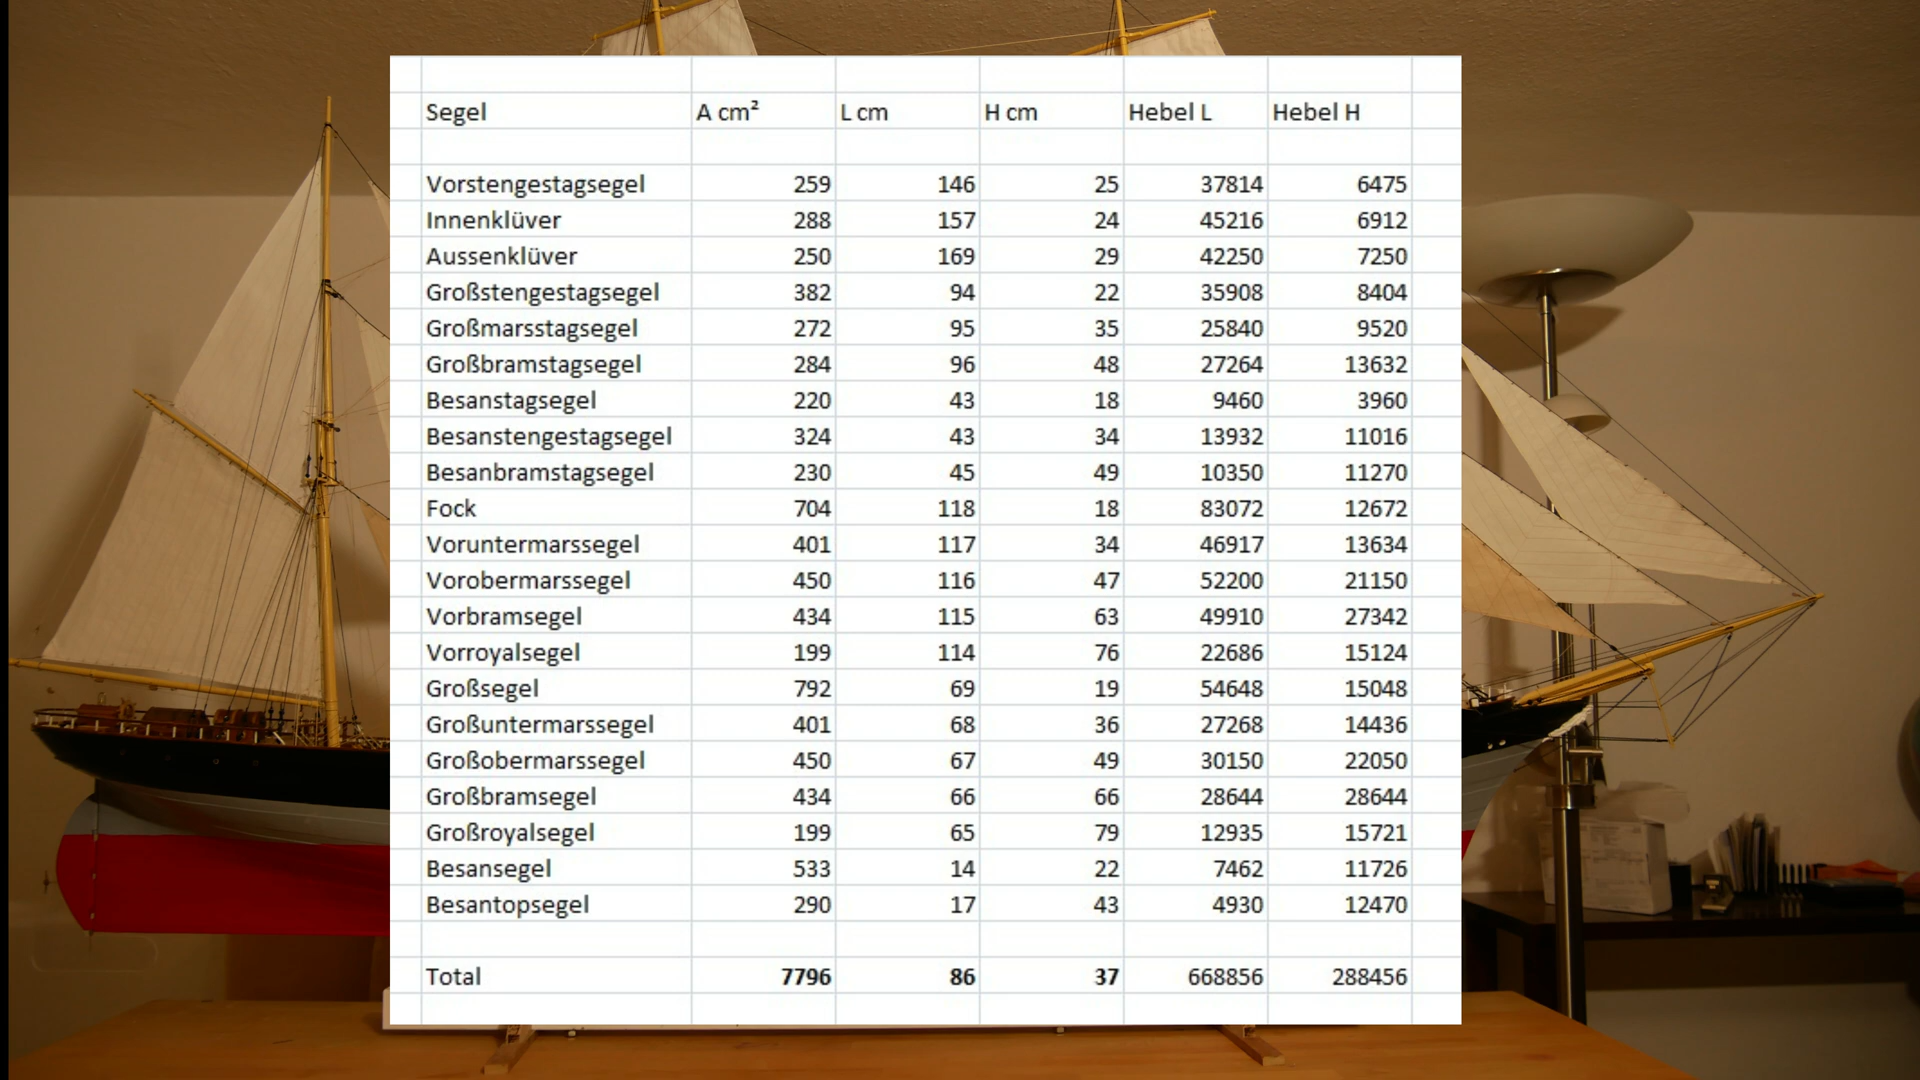 Segel A cm² L cm H cm Hebel L Hebel H
Vorstengestagsegel 259 146 25 37814 6475
Innenklüver 288 157 24 45216 6912
Aussenklüver 250 169 29 42250 7250
Großstengestagsegel 382 94 22 35908 8404
Großmarsstagsegel 272 95 35 25840 9520
Großbramstagsegel 284 96 48 27264 13632
Besanstagsegel 220 43 18 9460 3960
Besanstengestagsegel 324 43 34 13932 11016
Besanbramstagsegel 230 45 49 10350 11270
Fock 704 118 18 83072 12672
Voruntermarssegel 401 117 34 46917 13634
Vorobermarssegel 450 116 47 52200 21150
Vorbramsegel 434 115 63 49910 27342
Vorroyalsegel 199 114 76 22686 15124
Großsegel 792 69 19 54648 15048
Großuntermarssegel 401 68 36 27268 14436
Großobermarssegel 450 67 49 30150 22050
Großbramsegel 434 66 66 28644 28644
Großroyalsegel 199 65 79 12935 15721
Besansegel 533 14 22 7462 11726
Besantopsegel 290 17 43 4930 12470
Total 7796 86 37 668856 288456